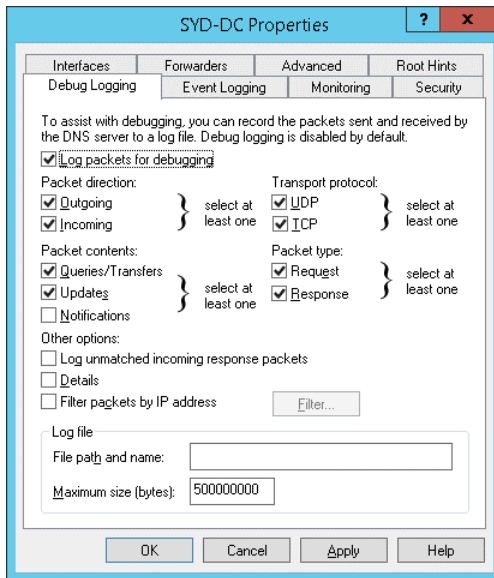 SYD-DC Properties
? x
Interfaces Forwarders Advanced Root Hints
Debug Logging Event Logging Monitoring Security
To assist with debugging, you can record the packets sent and received by
the DNS server to a log file. Debug logging is disabled by default.
Log packets for debugging
Packet direction: Transport protocol:
Outgoing select at UDP select at
Incoming least one TCP least one
Packet contents: Packet type:
Queries/Transfers select at Request select at
Updates least one Response least one
Notifications
Other options:
Log unmatched incoming response packets
Details
Filter packets by IP address Filter...
Log file
File path and name:
Maximum size (bytes): 500000000
OK Cancel Apply Help